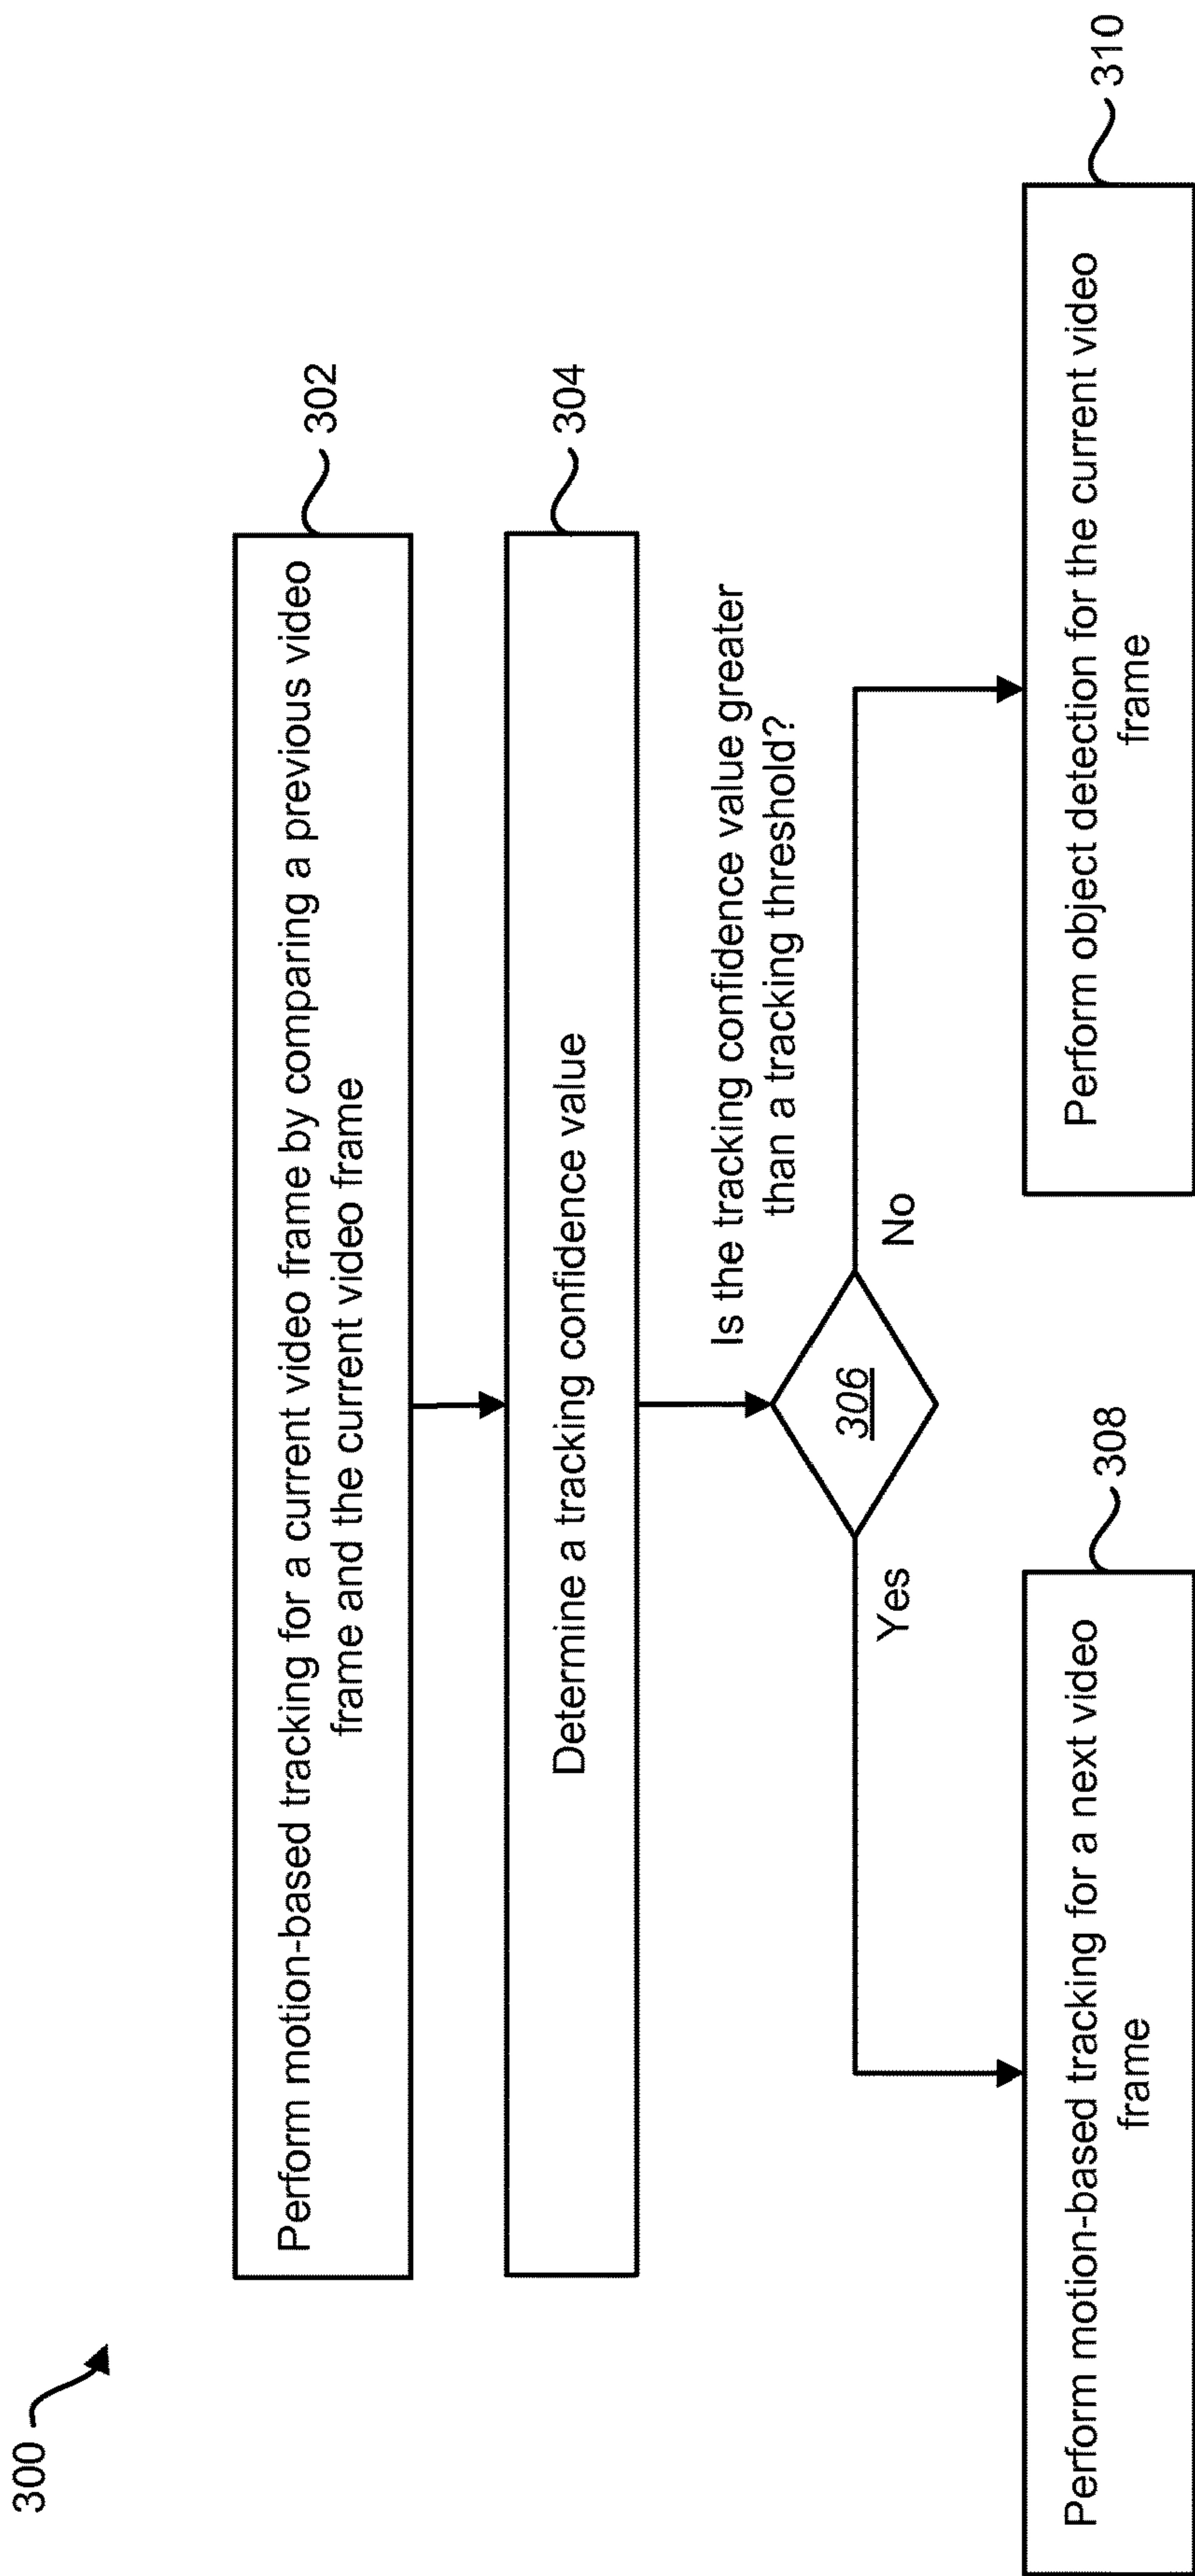 300
Perform motion-based tracking for a current video frame by comparing a previous video
frame and the current video frame
302
Determine a tracking confidence value
304
Is the tracking confidence value greater
than a tracking threshold?
306
Yes
No
Perform motion-based tracking for a next video
frame
308
Perform object detection for the current video
frame
310